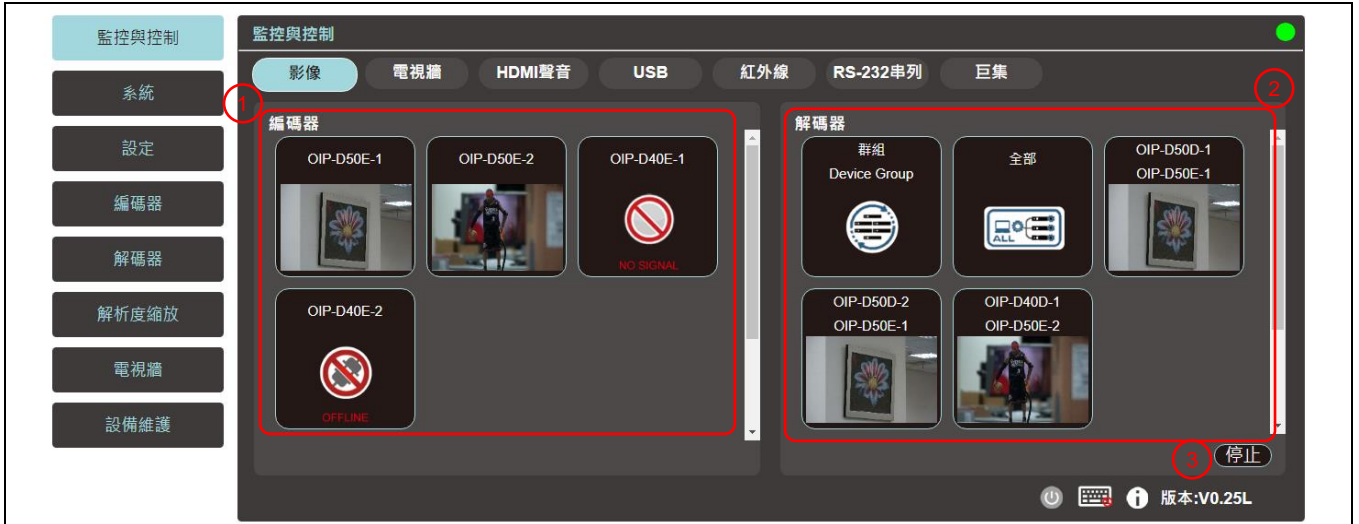 監控與控制
系統
設定
編碼器
解碼器
解析度縮放
電視牆
設備維護
監控與控制
影像
電視牆
HDMI聲音
USB
紅外線
RS-232串列
巨集
1
編碼器
OIP-D50E-1
OIP-D50E-2
OIP-D40E-1
NO SIGNAL
OIP-D40E-2
OFFLINE
2
解碼器
群組
Device Group
全部
ALL
OIP-D50D-1
OIP-D50E-1
OIP-D50D-2
OIP-D50E-1
OIP-D40D-1
OIP-D50E-2
3
停止
版本:V0.25L